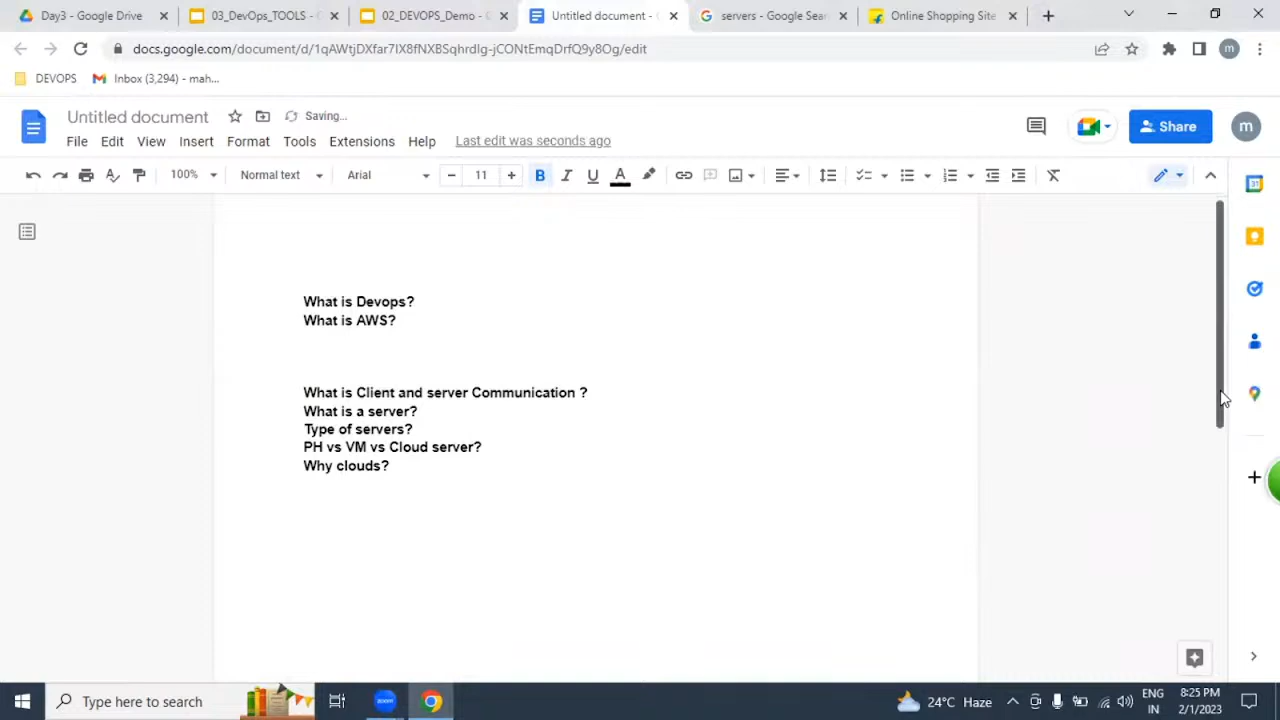 Day3 - Google Drive
03_DevOps_TOOLS - G
02_DEVOPS_Demo - G
Untitled document - G
servers - Google Sear
Online Shopping Site
docs.google.com/document/d/1qAWtjDXfar7IX8fNXBSqhrdIg-jCONtEmqDrfQ9y8Og/edit
m
DEVOPS
Inbox (3,294) - mah...
Untitled document
Saving...
File Edit View Insert Format Tools Extensions Help Last edit was seconds ago
Share
m
100% Normal text Arial 11 B I U A
What is Devops?
What is AWS?
What is Client and server Communication ?
What is a server?
Type of servers?
PH vs VM vs Cloud server?
Why clouds?
Type here to search
zoom
24°C Haze
ENG
IN
8:25 PM
2/1/2023